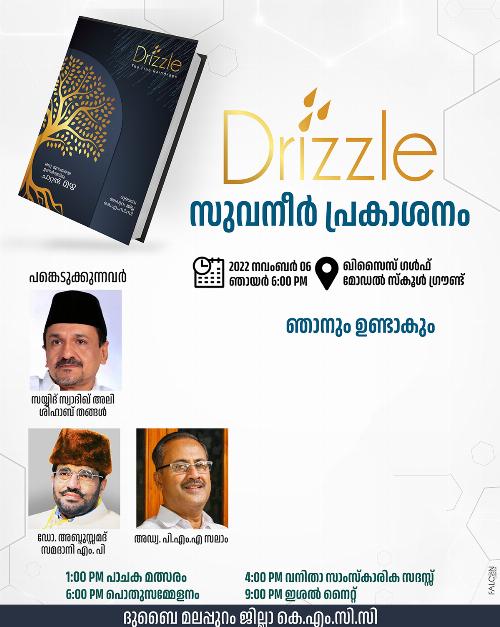 Drizzle
Drizzle
സുവനീർ പ്രകാശനം
2022 നവംബർ 06
ഞായർ 6:00 PM
ഖിസൈസ് ഗൾഫ്
മോഡൽ സ്കൂൾ ഗ്രൗണ്ട്
പങ്കെടുക്കുന്നവർ
ഞാനും ഉണ്ടാകും
സയ്യിദ് സ്വാദിഖ് അലി
ശിഹാബ് തങ്ങൾ
ഡോ. അബ്ദുസ്സമദ്
സമദാനി എം. പി
അഡ്വ. പി.എം.എ സലാം
1:00 PM പാചക മത്സരം
4:00 PM വനിതാ സാംസ്കാരിക സദസ്സ്
6:00 PM പൊതുസമ്മേളനം
9:00 PM ഇശൽ നൈറ്റ്
FALCON
ദുബൈ മലപ്പുറം ജില്ലാ കെ.എം.സി.സി